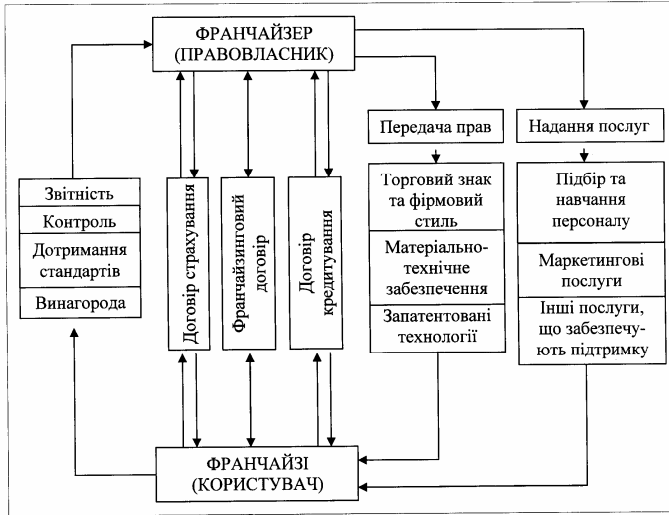 ФРАНЧАЙЗЕР
(ПРАВОВЛАСНИК)
Передача прав
Надання послуг
Звітність
Контроль
Дотримання
стандартів
Винагорода
Договір страхування
Франчайзинговий
договір
Договір
кредитування
Торговий знак
та фірмовий
стиль
Матеріально-
технічне
забезпечення
Запатентовані
технології
Підбір та
навчання
персоналу
Маркетингові
послуги
Інші послуги,
що забезпечу-
ють підтримку
ФРАНЧАЙЗІ
(КОРИСТУВАЧ)